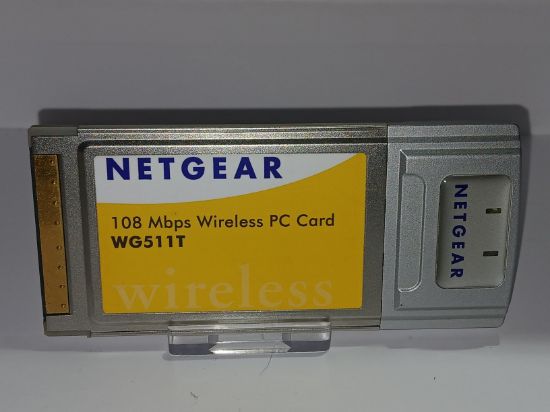 NETGEAR
108 Mbps Wireless PC Card
WG511T
wireless
NETGEAR